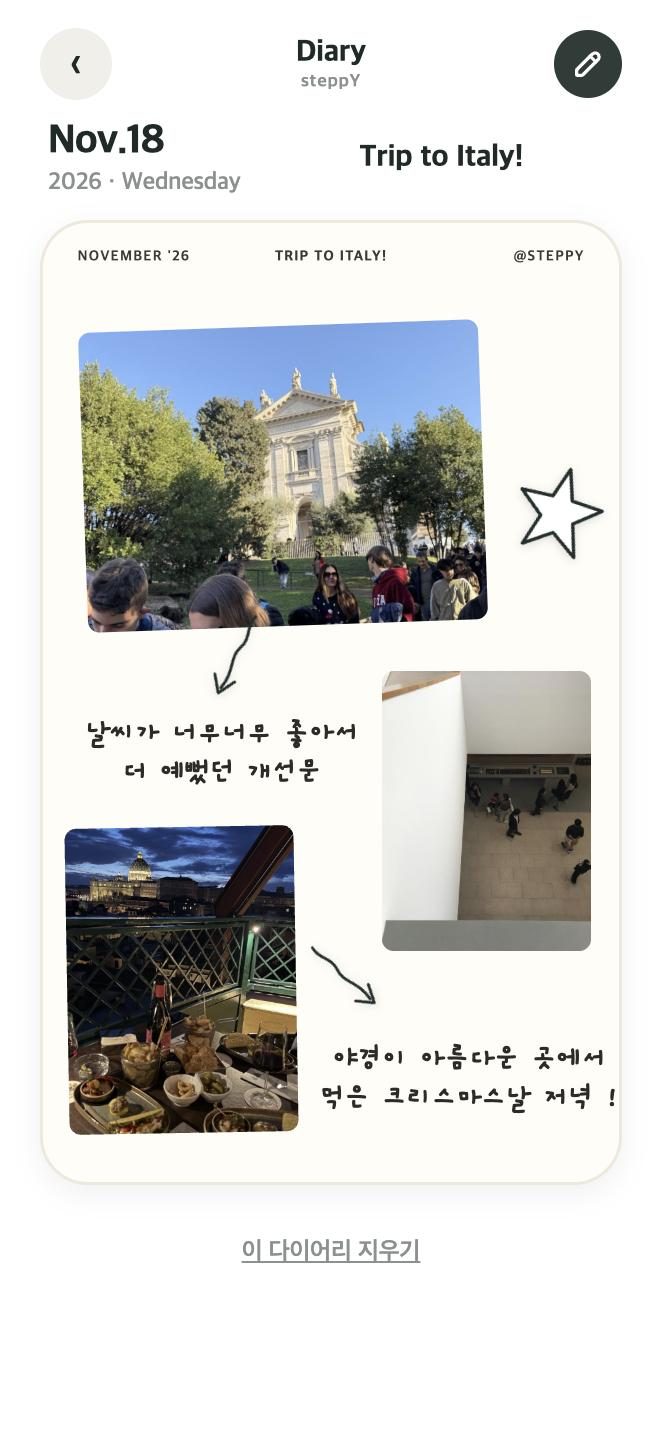 Diary
steppY
Nov.18
Trip to Italy!
2026 · Wednesday
NOVEMBER '26 TRIP TO ITALY! @STEPPY
날씨가 너무너무 좋아서
더 예뻤던 개선문
야경이 아름다운 곳에서
먹은 크리스마스날 저녁 !
이 다이어리 지우기